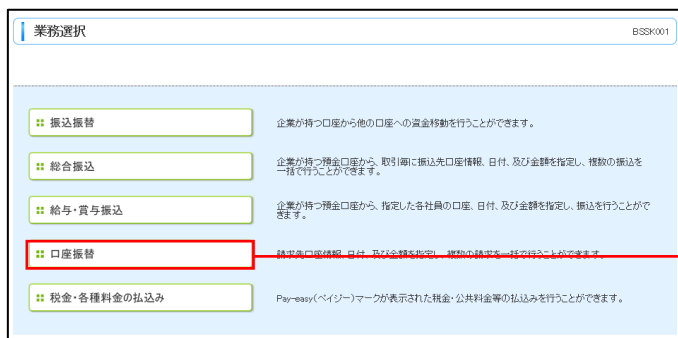 業務選択
BSSK001
振込振替
企業が持つ口座から他の口座への資金移動を行うことができます。
総合振込
企業が持つ預金口座から、取引毎に振込先口座情報、日付、及び金額を指定し、複数の振込を
一括で行うことができます。
給与・賞与振込
企業が持つ預金口座から、指定した各社員の口座、日付、及び金額を指定し、振込を行うことがで
きます。
口座振替
請求先口座情報、日付、及び金額を指定し、複数の請求を一括で行うことができます。
税金・各種料金の払込み
Pay-easy(ペイジー)マークが表示された税金・公共料金等の払込みを行うことができます。